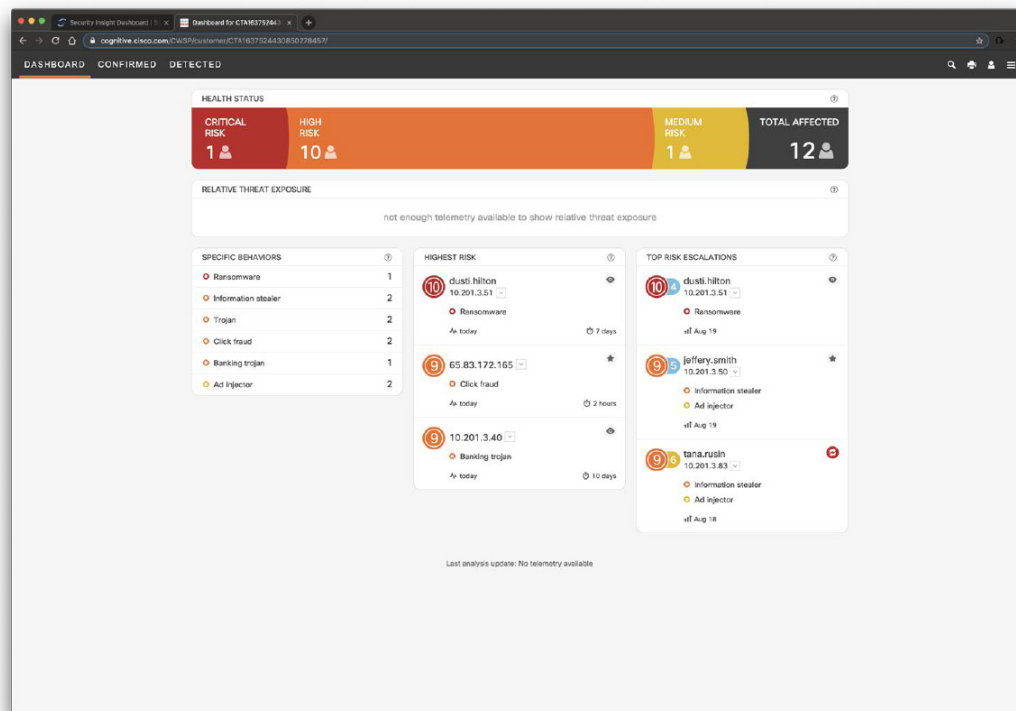 Security Insight Dashboard | S
Dashboard for CTA1637524430
cognitive.cisco.com/CWSP/customer/CTA1637524430850278457/
DASHBOARD CONFIRMED DETECTED
HEALTH STATUS
CRITICAL RISK
1
HIGH RISK
10
MEDIUM RISK
1
TOTAL AFFECTED
12
RELATIVE THREAT EXPOSURE
not enough telemetry available to show relative threat exposure
SPECIFIC BEHAVIORS
Ransomware 1
Information stealer 2
Trojan 2
Click fraud 2
Banking trojan 1
Ad injector 2
HIGHEST RISK
10 dusti.hilton
10.201.3.51
Ransomware
today 7 days
9 65.83.172.165
Click fraud
today 2 hours
9 10.201.3.40
Banking trojan
today 10 days
TOP RISK ESCALATIONS
10 4 dusti.hilton
10.201.3.51
Ransomware
Aug 19
9 5 jeffery.smith
10.201.3.50
Information stealer
Ad injector
Aug 19
9 6 tana.rusin
10.201.3.83
Information stealer
Ad injector
Aug 18
Last analysis update: No telemetry available